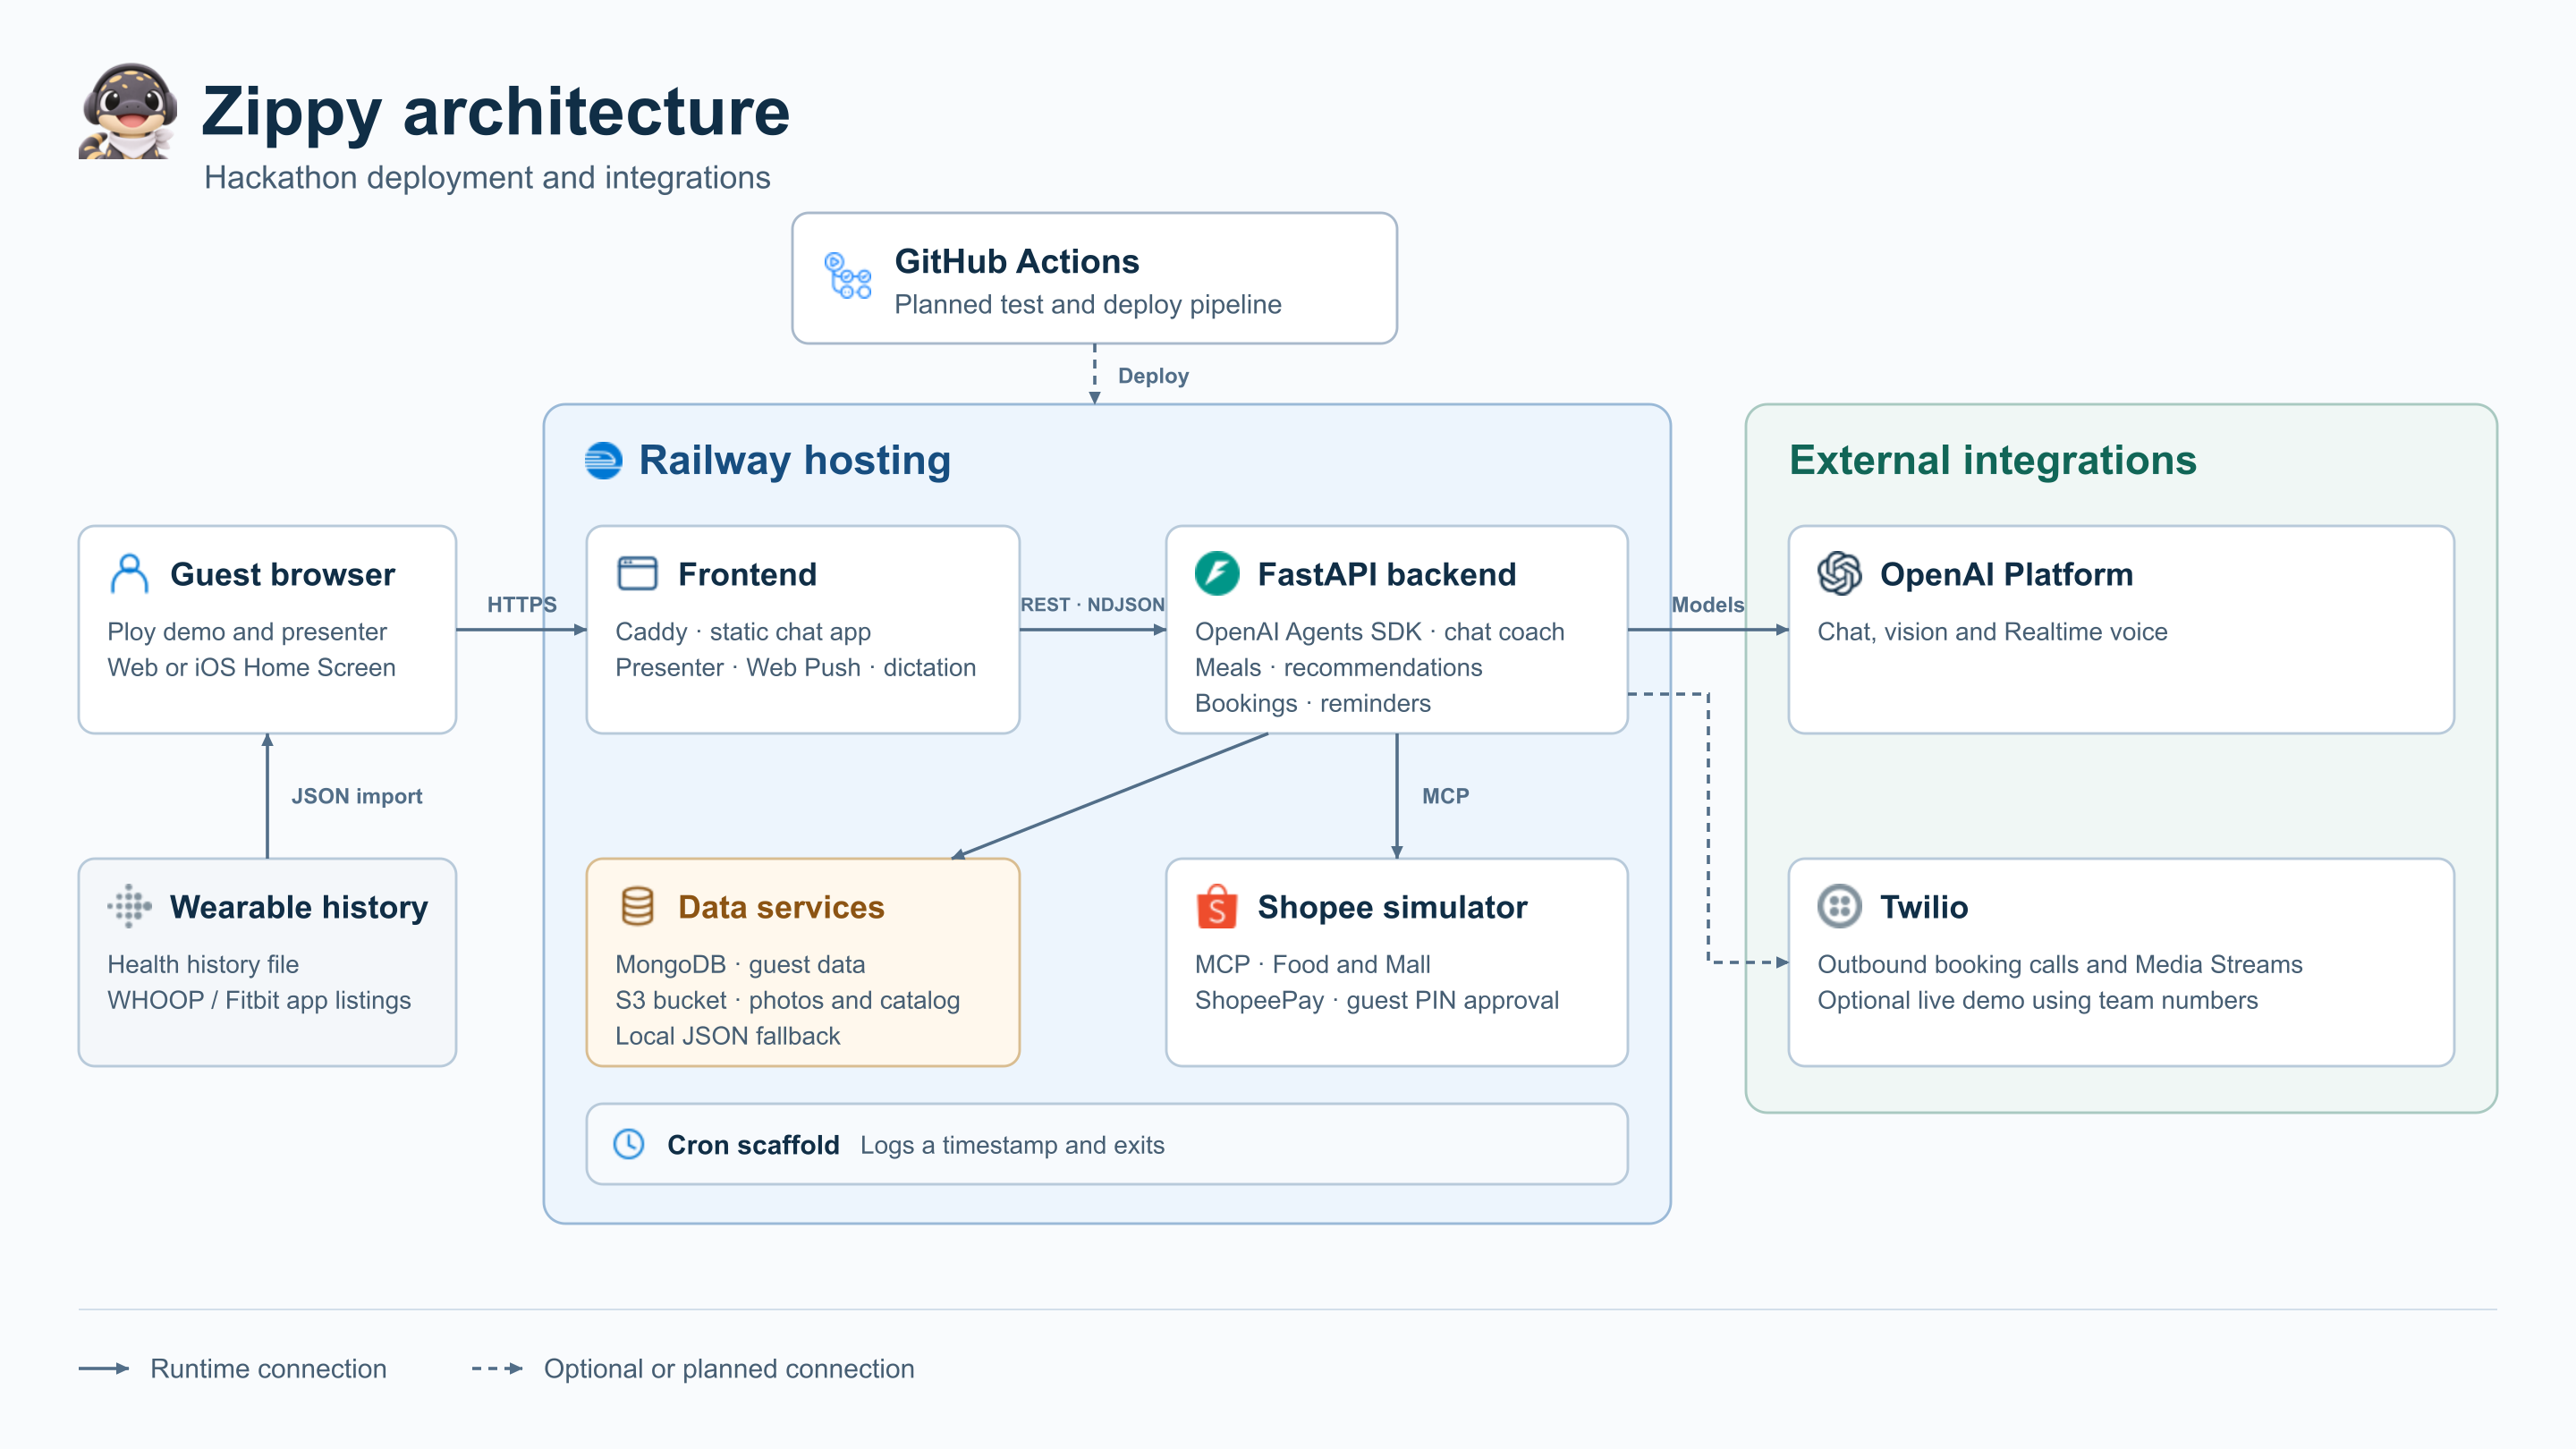 Zippy architecture
Hackathon deployment and integrations
GitHub Actions
Planned test and deploy pipeline
Deploy
Railway hosting
External integrations
Guest browser
Ploy demo and presenter
Web or iOS Home Screen
HTTPS
Frontend
Caddy · static chat app
Presenter · Web Push · dictation
REST · NDJSON
FastAPI backend
OpenAI Agents SDK · chat coach
Meals · recommendations
Bookings · reminders
Models
OpenAI Platform
Chat, vision and Realtime voice
JSON import
MCP
Wearable history
Health history file
WHOOP / Fitbit app listings
Data services
MongoDB · guest data
S3 bucket · photos and catalog
Local JSON fallback
S
Shopee simulator
MCP · Food and Mall
ShopeePay · guest PIN approval
Twilio
Outbound booking calls and Media Streams
Optional live demo using team numbers
Cron scaffold Logs a timestamp and exits
Runtime connection
Optional or planned connection